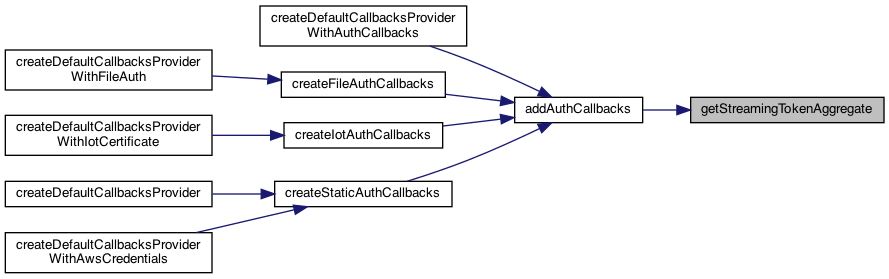 createDefaultCallbacksProvider
WithAuthCallbacks
createDefaultCallbacksProvider
WithFileAuth
createFileAuthCallbacks
addAuthCallbacks
getStreamingTokenAggregate
createDefaultCallbacksProvider
WithIotCertificate
createIotAuthCallbacks
createDefaultCallbacksProvider
createStaticAuthCallbacks
createDefaultCallbacksProvider
WithAwsCredentials